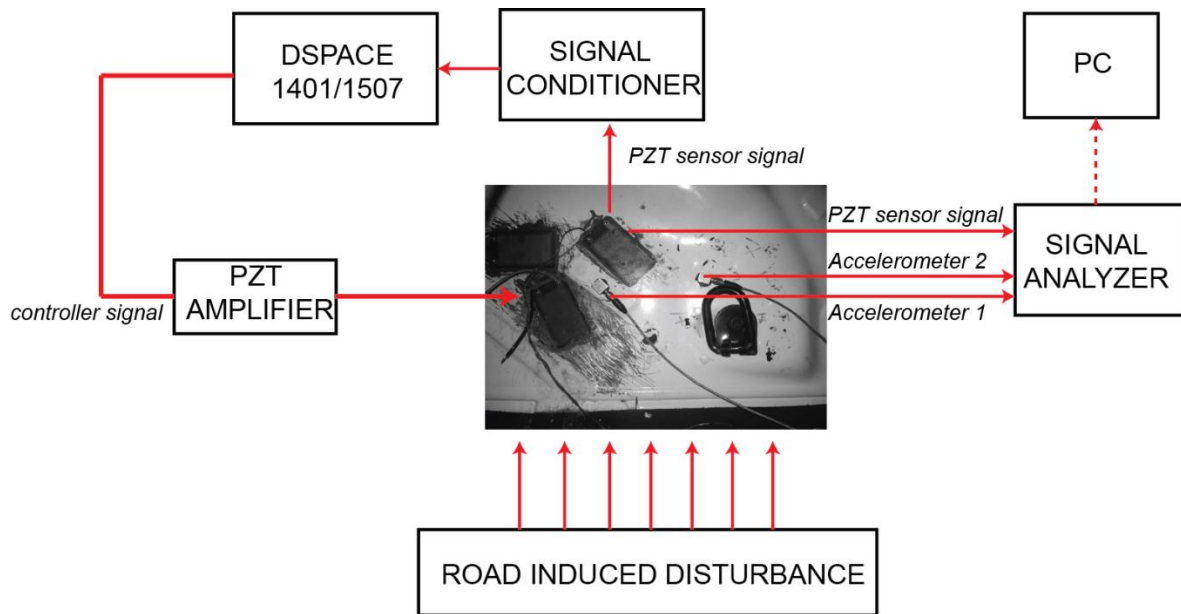 DSPACE
1401/1507
SIGNAL
CONDITIONER
PC
PZT sensor signal
PZT sensor signal
SIGNAL
ANALYZER
Accelerometer 2
Accelerometer 1
PZT
AMPLIFIER
controller signal
ROAD INDUCED DISTURBANCE